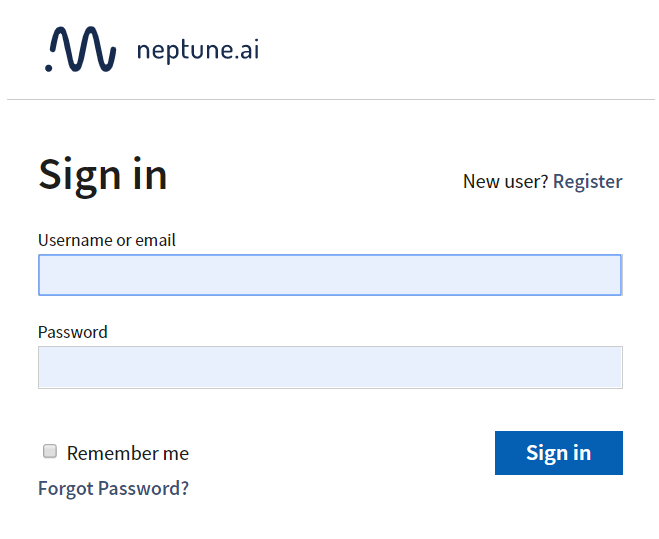 neptune.ai
Sign in
New user? Register
Username or email
Password
Remember me
Sign in
Forgot Password?